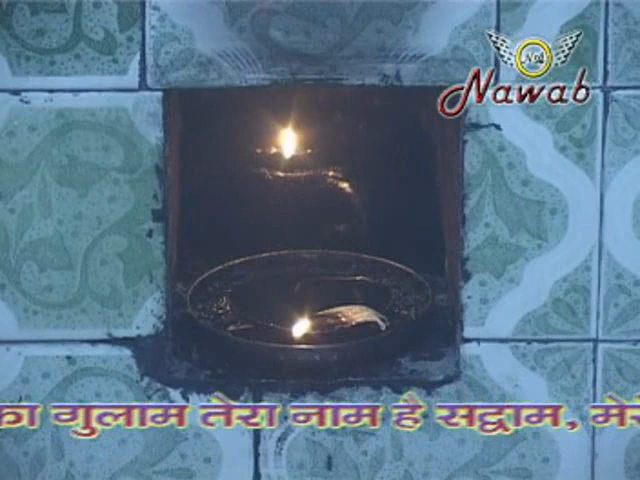 Nawab
का गुलाम तेरा नाम है सद्दाम, मेरे